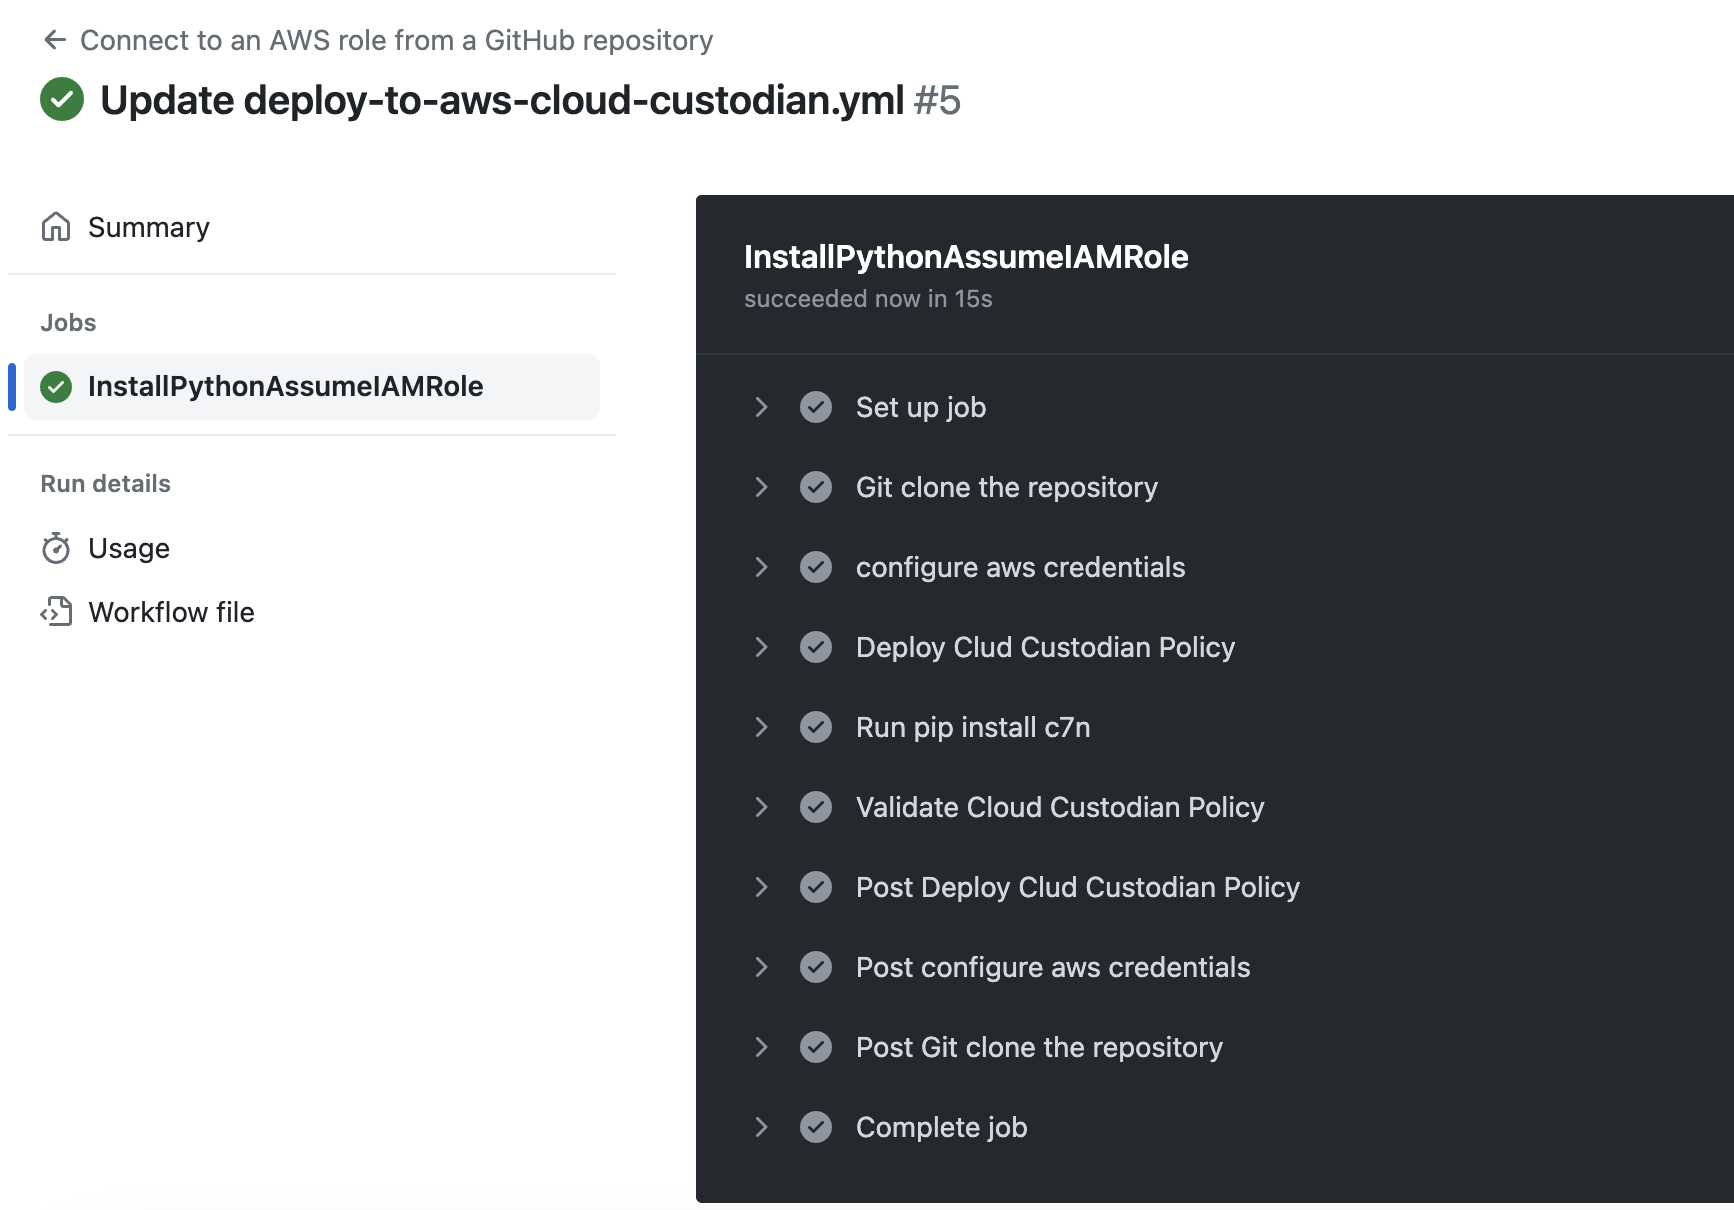 Connect to an AWS role from a GitHub repository
Update deploy-to-aws-cloud-custodian.yml #5
Summary
Jobs
InstallPythonAssumeIAMRole
Run details
Usage
Workflow file
InstallPythonAssumeIAMRole
succeeded now in 15s
Set up job
Git clone the repository
configure aws credentials
Deploy Clud Custodian Policy
Run pip install c7n
Validate Cloud Custodian Policy
Post Deploy Clud Custodian Policy
Post configure aws credentials
Post Git clone the repository
Complete job